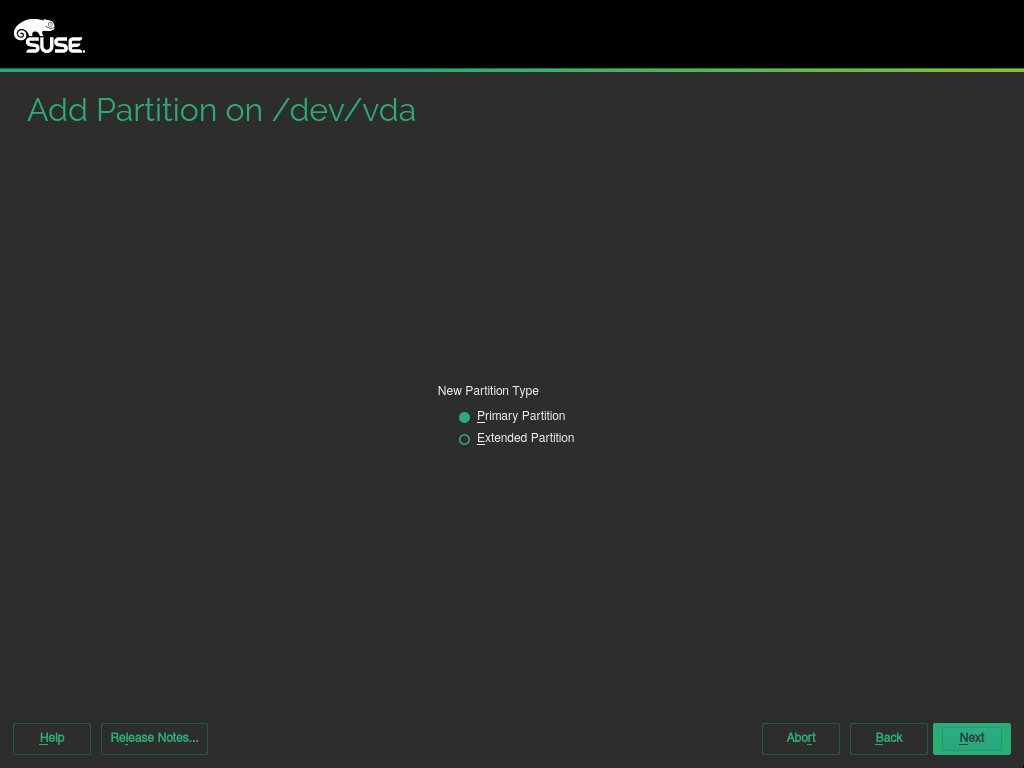 SUSE.
Add Partition on /dev/vda
New Partition Type
Primary Partition
Extended Partition
Help
Release Notes...
Abort
Back
Next